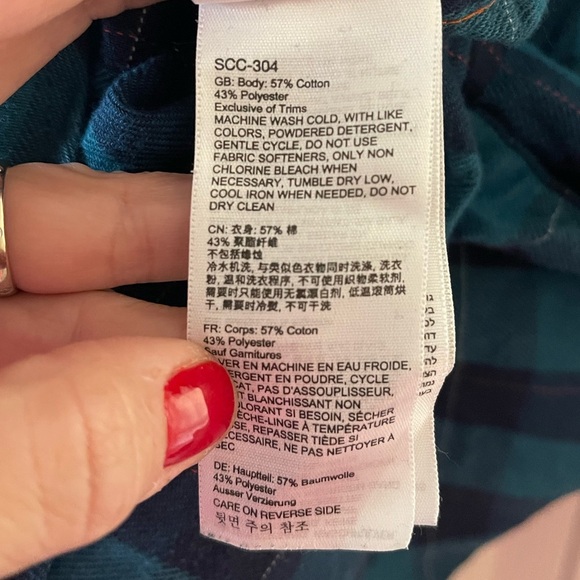 SCC-304
GB: Body: 57% Cotton
43% Polyester
Exclusive of Trims
MACHINE WASH COLD, WITH LIKE
COLORS, POWDERED DETERGENT,
GENTLE CYCLE, DO NOT USE
FABRIC SOFTENERS, ONLY NON
CHLORINE BLEACH WHEN
NECESSARY, TUMBLE DRY LOW,
COOL IRON WHEN NEEDED, DO NOT
DRY CLEAN
CN: 衣身: 57% 棉
43% 聚脂纤维
不包括缘蚀
冷水机洗, 与类似色衣物同时洗涤, 洗衣
粉, 温和洗衣程序, 不可使用织物柔软剂,
需要时只能使用无氯漂白剂, 低温滚筒烘
干, 需要时冷熨, 不可干洗
FR: Corps: 57% Coton
43% Polyester
Sauf Garnitures
VER EN MACHINE EN EAU FROIDE,
ERGENT EN POUDRE, CYCLE
CAT, PAS D'ASSOUPLISSEUR,
T BLANCHISSANT NON
LORANT SI BESOIN, SÉCHER
ÈCHE-LINGE À TEMPÉRATURE
SE, REPASSER TIÈDE SI
CESSAIRE, NE PAS NETTOYER À
SEC
DE: Hauptteil: 57% Baumwolle
43% Polyester
Ausser Verzierung
CARE ON REVERSE SIDE
뒷면 주의 참조